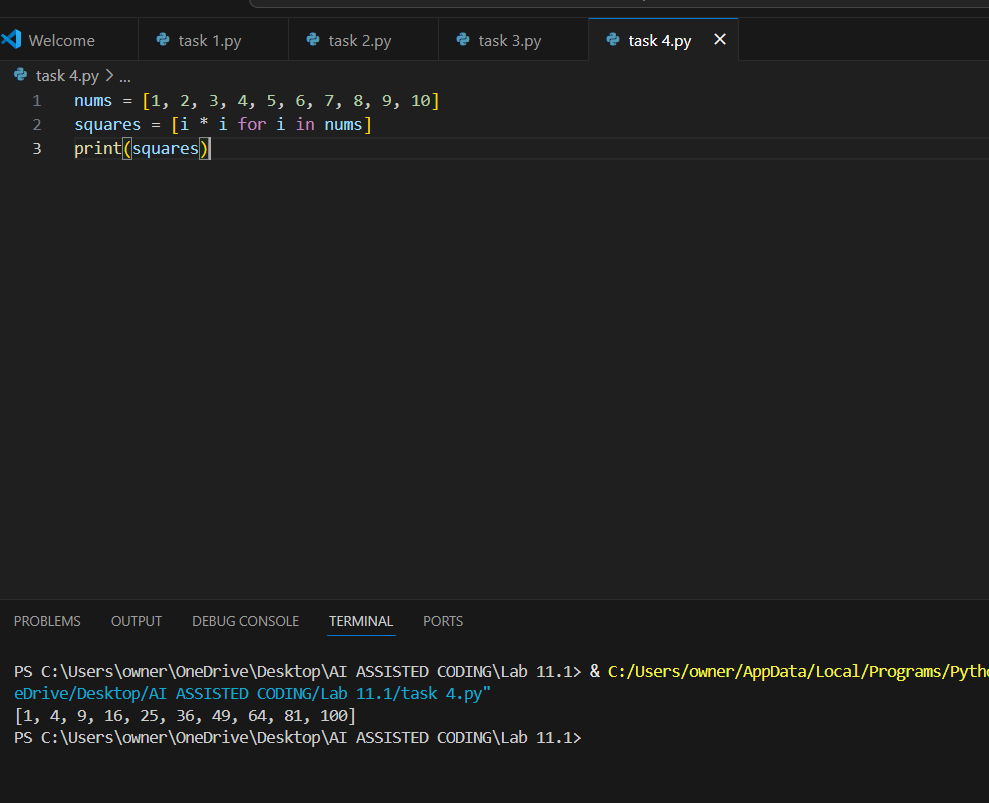 Welcome task 1.py task 2.py task 3.py task 4.py
task 4.py > ...
1 nums = [1, 2, 3, 4, 5, 6, 7, 8, 9, 10]
2 squares = [i * i for i in nums]
3 print(squares)
PROBLEMS OUTPUT DEBUG CONSOLE TERMINAL PORTS
PS C:\Users\owner\OneDrive\Desktop\AI ASSISTED CODING\Lab 11.1> & C:/Users/owner/AppData/Local/Programs/Pytho
eDrive/Desktop/AI ASSISTED CODING/Lab 11.1/task 4.py"
[1, 4, 9, 16, 25, 36, 49, 64, 81, 100]
PS C:\Users\owner\OneDrive\Desktop\AI ASSISTED CODING\Lab 11.1>